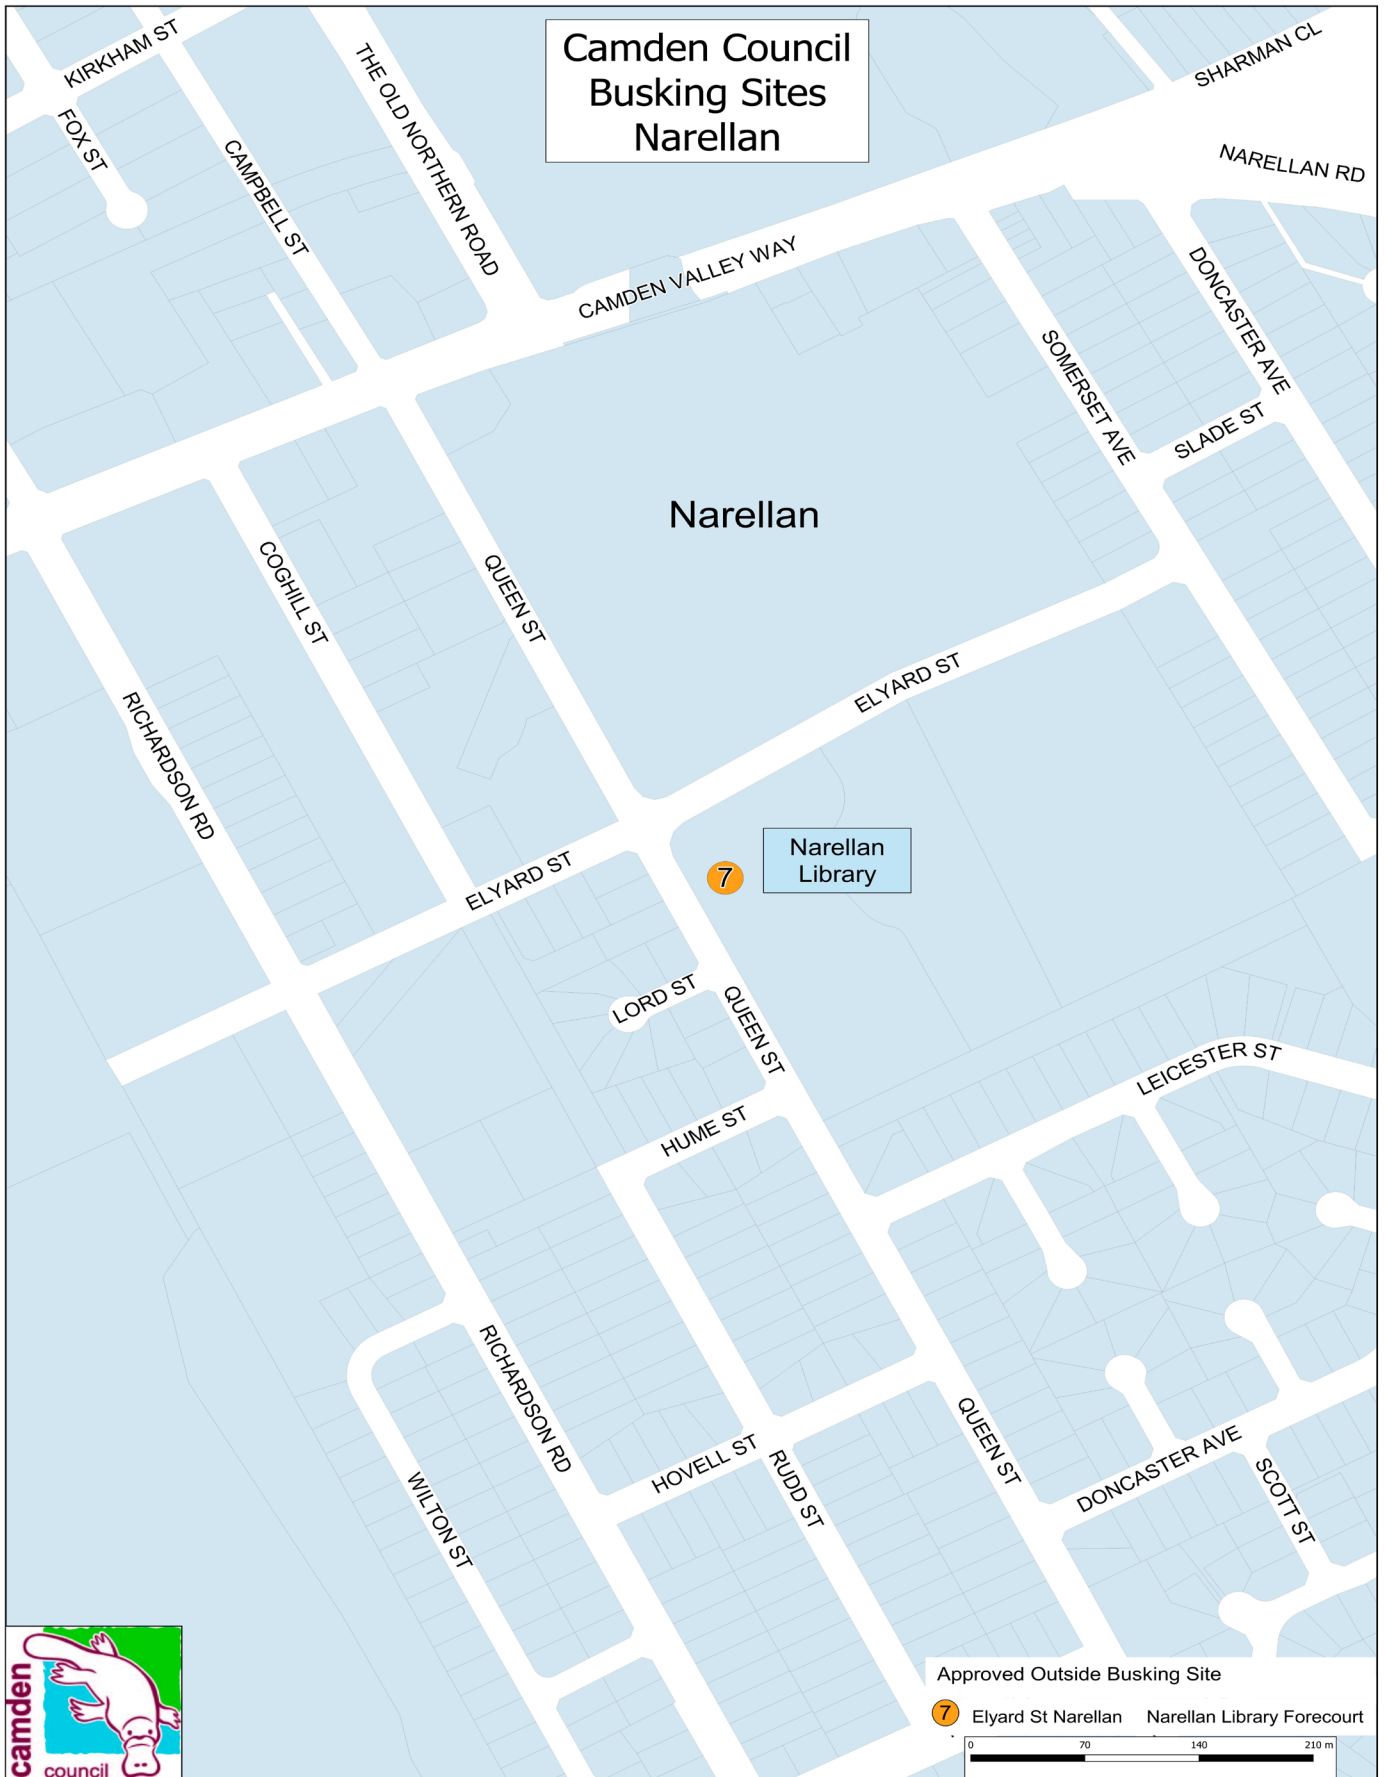 Camden Council
Busking Sites
Narellan
KIRKHAM ST
FOX ST
CAMPBELL ST
THE OLD NORTHERN ROAD
CAMDEN VALLEY WAY
SHARMAN CL
NARELLAN RD
DONCASTER AVE
SOMERSET AVE
SLADE ST
Narellan
COGHILL ST
QUEEN ST
RICHARDSON RD
ELYARD ST
ELYARD ST
7
Narellan
Library
LORD ST
QUEEN ST
HUME ST
LEICESTER ST
RICHARDSON RD
HOVELL ST
RUDD ST
WILTON ST
QUEEN ST
DONCASTER AVE
SCOTT ST
camden
council
Approved Outside Busking Site
7 Elyard St Narellan Narellan Library Forecourt
0 70 140 210 m